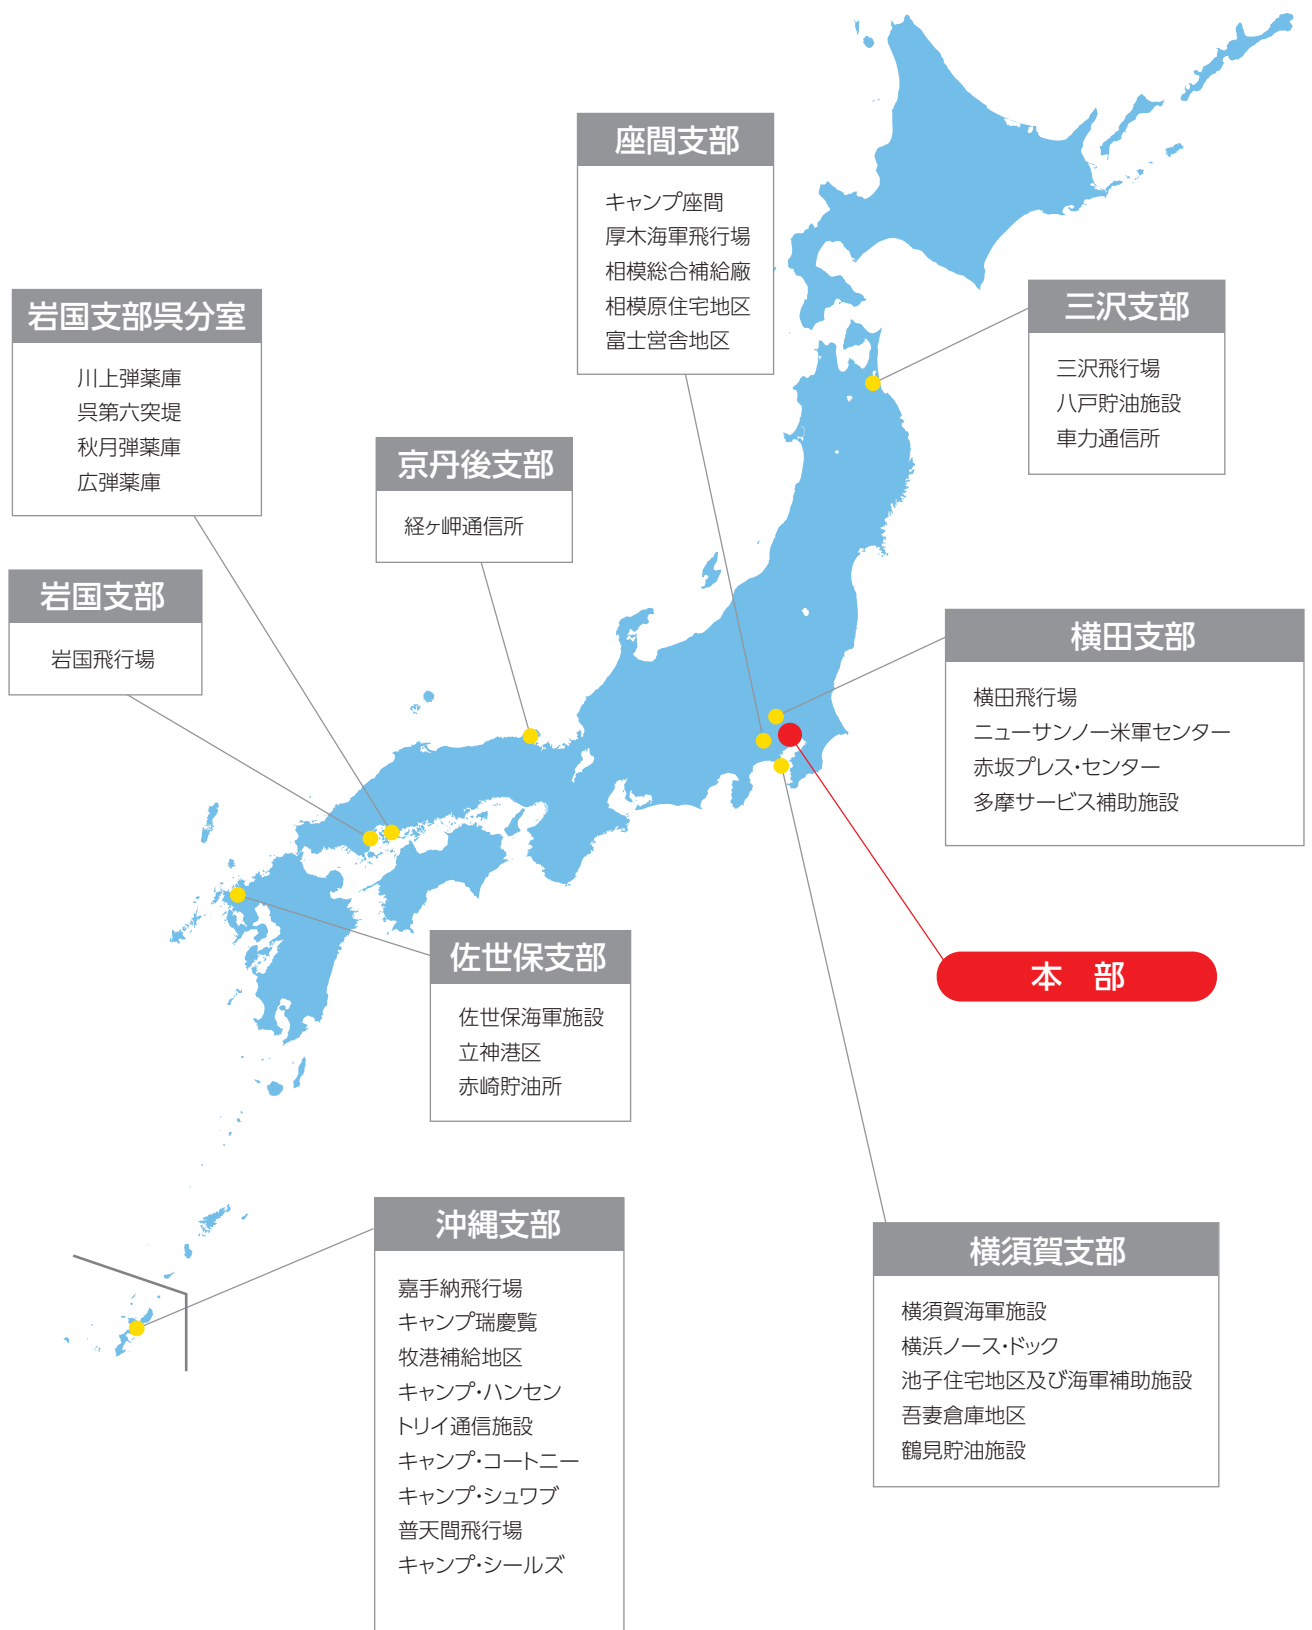 座間支部
キャンプ座間
厚木海軍飛行場
相模総合補給廠
相模原住宅地区
富士営舎地区
三沢支部
三沢飛行場
八戸貯油施設
車力通信所
岩国支部呉分室
川上弾薬庫
呉第六突堤
秋月弾薬庫
広弾薬庫
京丹後支部
経ヶ岬通信所
岩国支部
岩国飛行場
横田支部
横田飛行場
ニューサンノー米軍センター
赤坂プレス・センター
多摩サービス補助施設
本　部
佐世保支部
佐世保海軍施設
立神港区
赤崎貯油所
沖縄支部
嘉手納飛行場
キャンプ瑞慶覧
牧港補給地区
キャンプ・ハンセン
トリイ通信施設
キャンプ・コートニー
キャンプ・シュワブ
普天間飛行場
キャンプ・シールズ
横須賀支部
横須賀海軍施設
横浜ノース・ドック
池子住宅地区及び海軍補助施設
吾妻倉庫地区
鶴見貯油施設